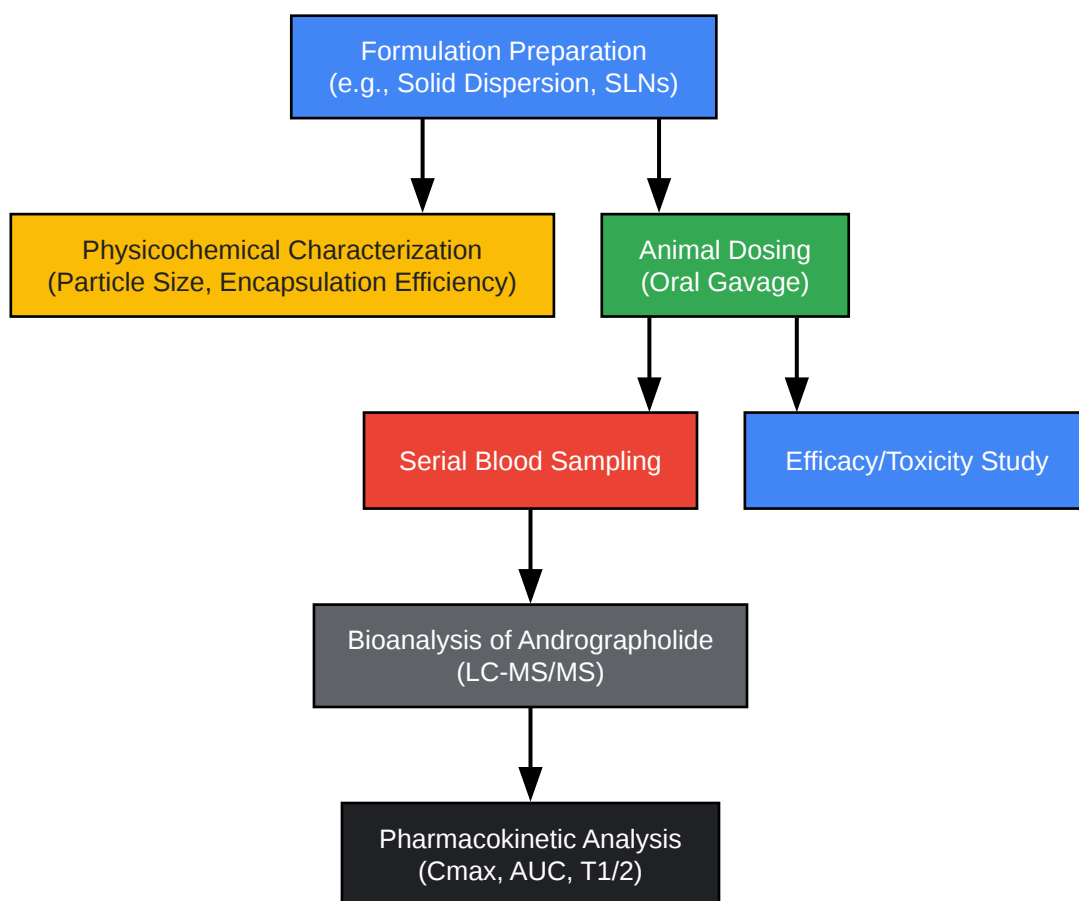 Formulation Preparation
(e.g., Solid Dispersion, SLNs)
Physicochemical Characterization
(Particle Size, Encapsulation Efficiency)
Animal Dosing
(Oral Gavage)
Serial Blood Sampling
Efficacy/Toxicity Study
Bioanalysis of Andrographolide
(LC-MS/MS)
Pharmacokinetic Analysis
(Cmax, AUC, T1/2)